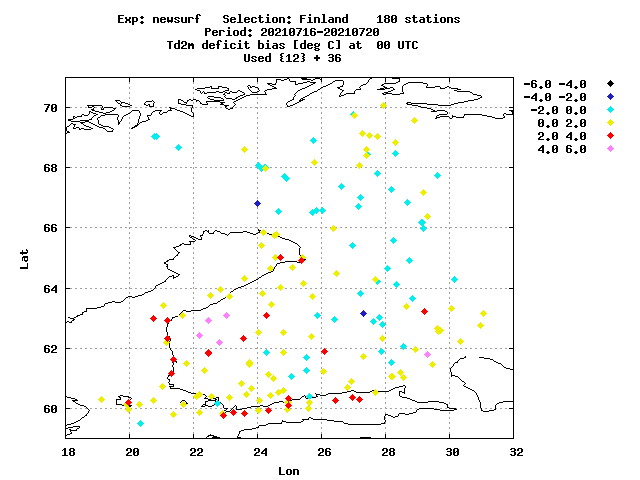 Exp: newsurf   Selection: Finland    180 stations
Period: 20210716-20210720
Td2m deficit bias [deg C] at  00 UTC
Used {12} + 36
-6.0 -4.0
-4.0 -2.0
-2.0 0.0
0.0 2.0
2.0 4.0
4.0 6.0
70
68
66
64
62
60
Lat
18 20 22 24 26 28 30 32
Lon